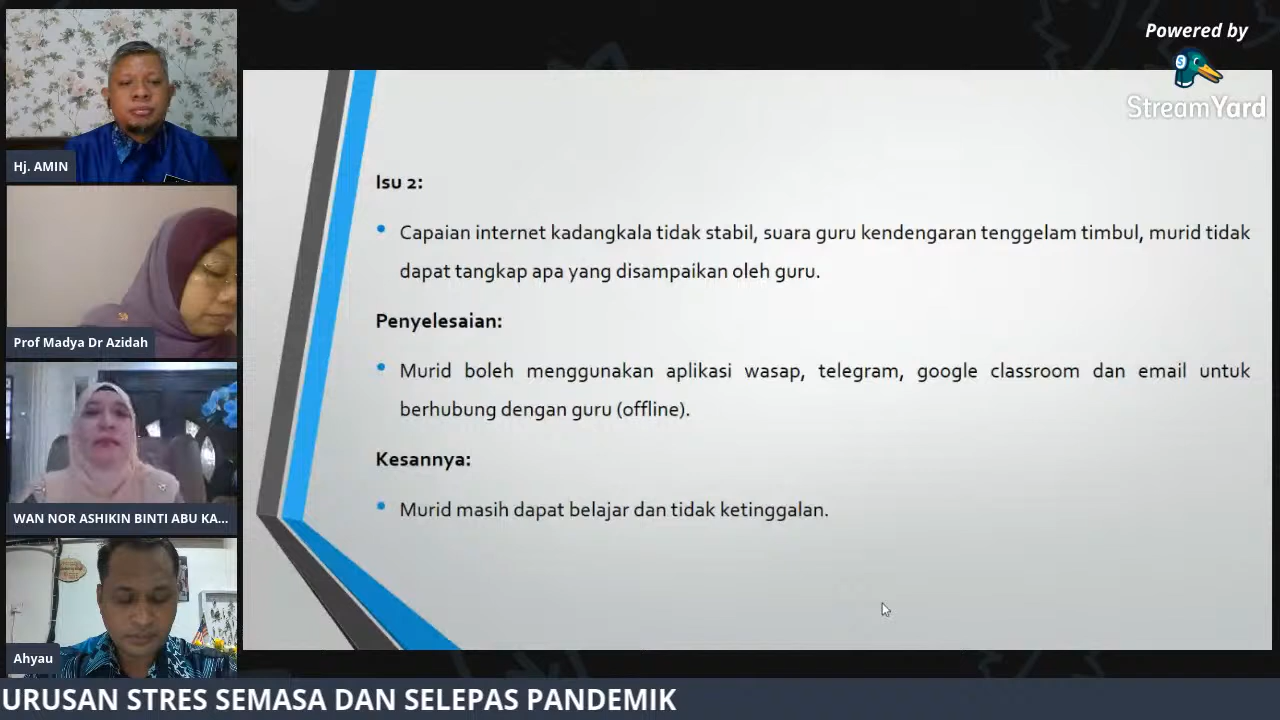 Powered by
StreamYard
Hj. AMIN
Prof Madya Dr Azidah
WAN NOR ASHIKIN BINTI ABU KA...
Ahyau
Isu 2:
Capaian internet kadangkala tidak stabil, suara guru kendengaran tenggelam timbul, murid tidak
dapat tangkap apa yang disampaikan oleh guru.
Penyelesaian:
Murid boleh menggunakan aplikasi wasap, telegram, google classroom dan email untuk
berhubung dengan guru (offline).
Kesannya:
Murid masih dapat belajar dan tidak ketinggalan.
URUSAN STRES SEMASA DAN SELEPAS PANDEMIK